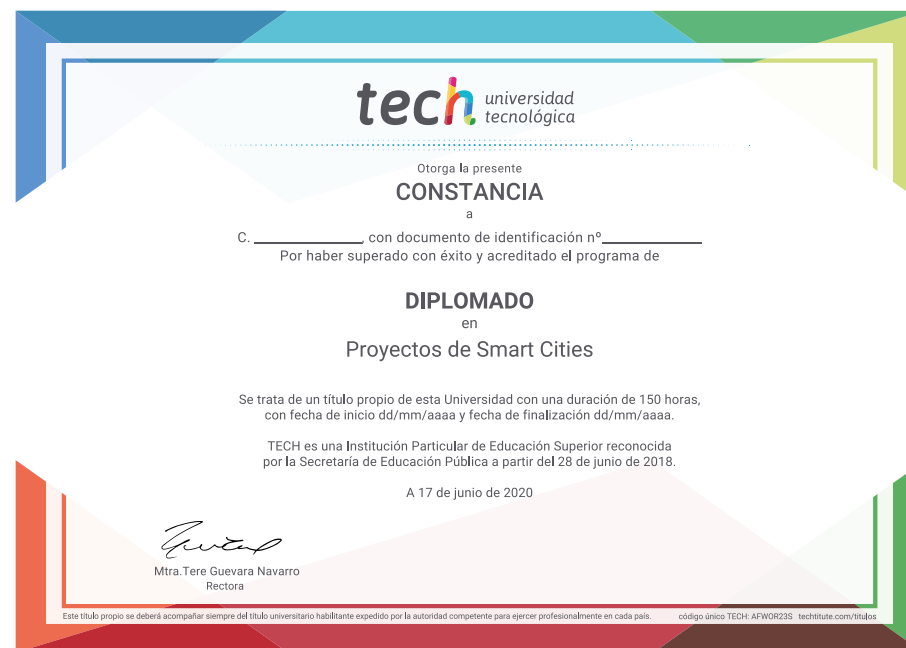 tech universidad
tecnológica
Otorga la presente
CONSTANCIA
a
C. ____________, con documento de identificación nº____________
Por haber superado con éxito y acreditado el programa de
DIPLOMADO
en
Proyectos de Smart Cities
Se trata de un título propio de esta Universidad con una duración de 150 horas,
con fecha de inicio dd/mm/aaaa y fecha de finalización dd/mm/aaaa.
TECH es una Institución Particular de Educación Superior reconocida
por la Secretaría de Educación Pública a partir del 28 de junio de 2018.
A 17 de junio de 2020
Mtra.Tere Guevara Navarro
Rectora
Este título propio se deberá acompañar siempre del título universitario habilitante expedido por la autoridad competente para ejercer profesionalmente en cada país. código único TECH: AFWOR23S techtitute.com/titulos